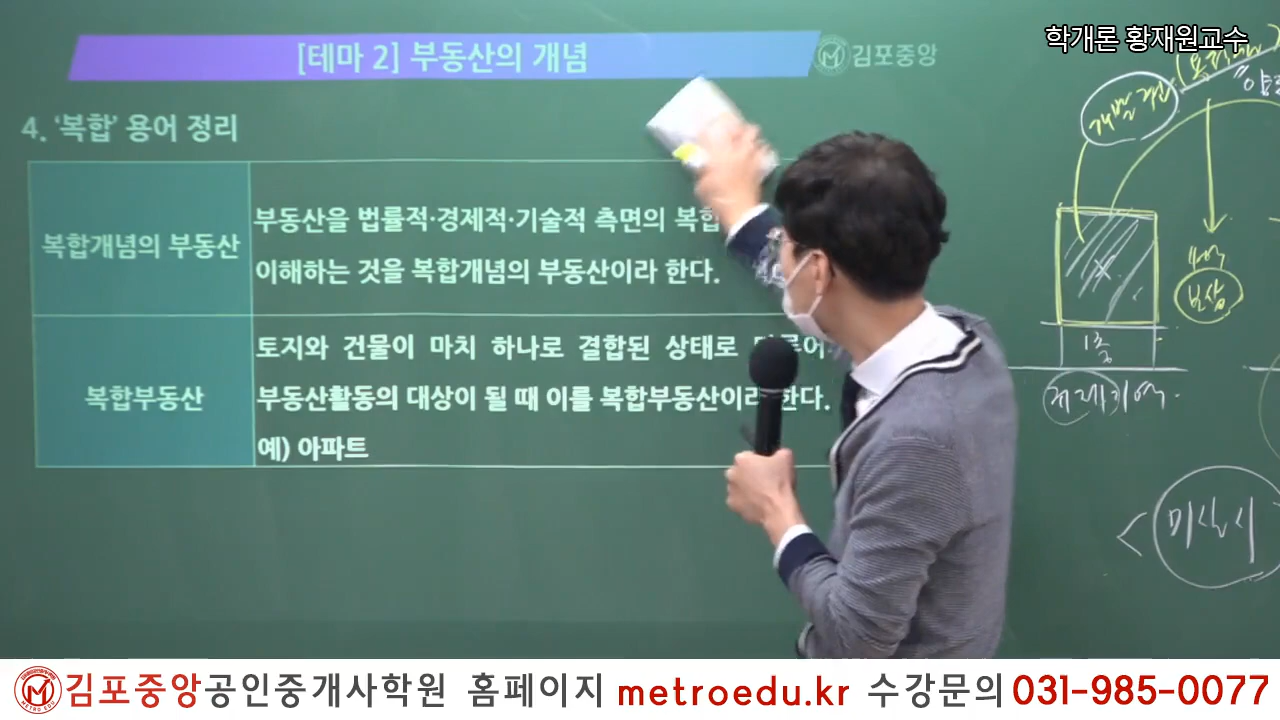 학개론 황재원교수
[테마 2] 부동산의 개념
김포중앙
4. '복합' 용어 정리
복합개념의 부동산
부동산을 법률적·경제적·기술적 측면의 복합
이해하는 것을 복합개념의 부동산이라 한다.
복합부동산
토지와 건물이 마치 하나로 결합된 상태로
부동산활동의 대상이 될 때 이를 복합부동산이라 한다.
예) 아파트
개발권
보상
1층
김포중앙공인중개사학원 홈페이지 metroedu.kr 수강문의 031-985-0077